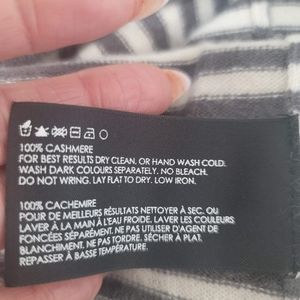 100% CASHMERE
FOR BEST RESULTS DRY CLEAN. OR HAND WASH COLD.
WASH DARK COLOURS SEPARATELY. NO BLEACH.
DO NOT WRING. LAY FLAT TO DRY. LOW IRON.
100% CACHEMIRE
POUR DE MEILLEURS RÉSULTATS NETTOYER À SEC. OU
LAVER À LA MAIN À L'EAU FROIDE. LAVER LES COULEURS
FONCÉES SÉPARÉMENT. NE PAS UTILISER D'AGENT DE
BLANCHIMENT. NE PAS TORDRE. SÉCHER À PLAT.
REPASSER À BASSE TEMPÉRATURE.